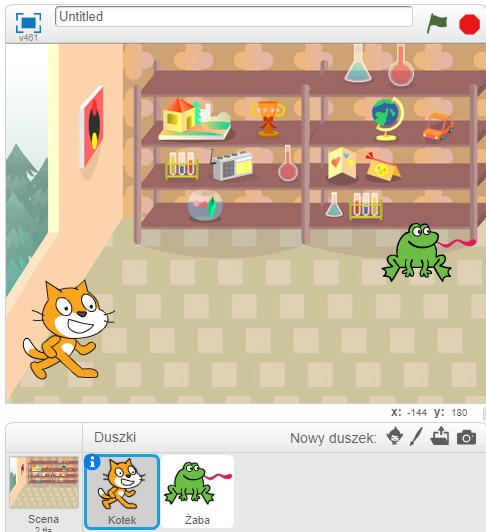 Untitled
v461
x: -144 y: 180
Duszki
Nowy duszek:
Scena
2 tła
Kotek
Żaba